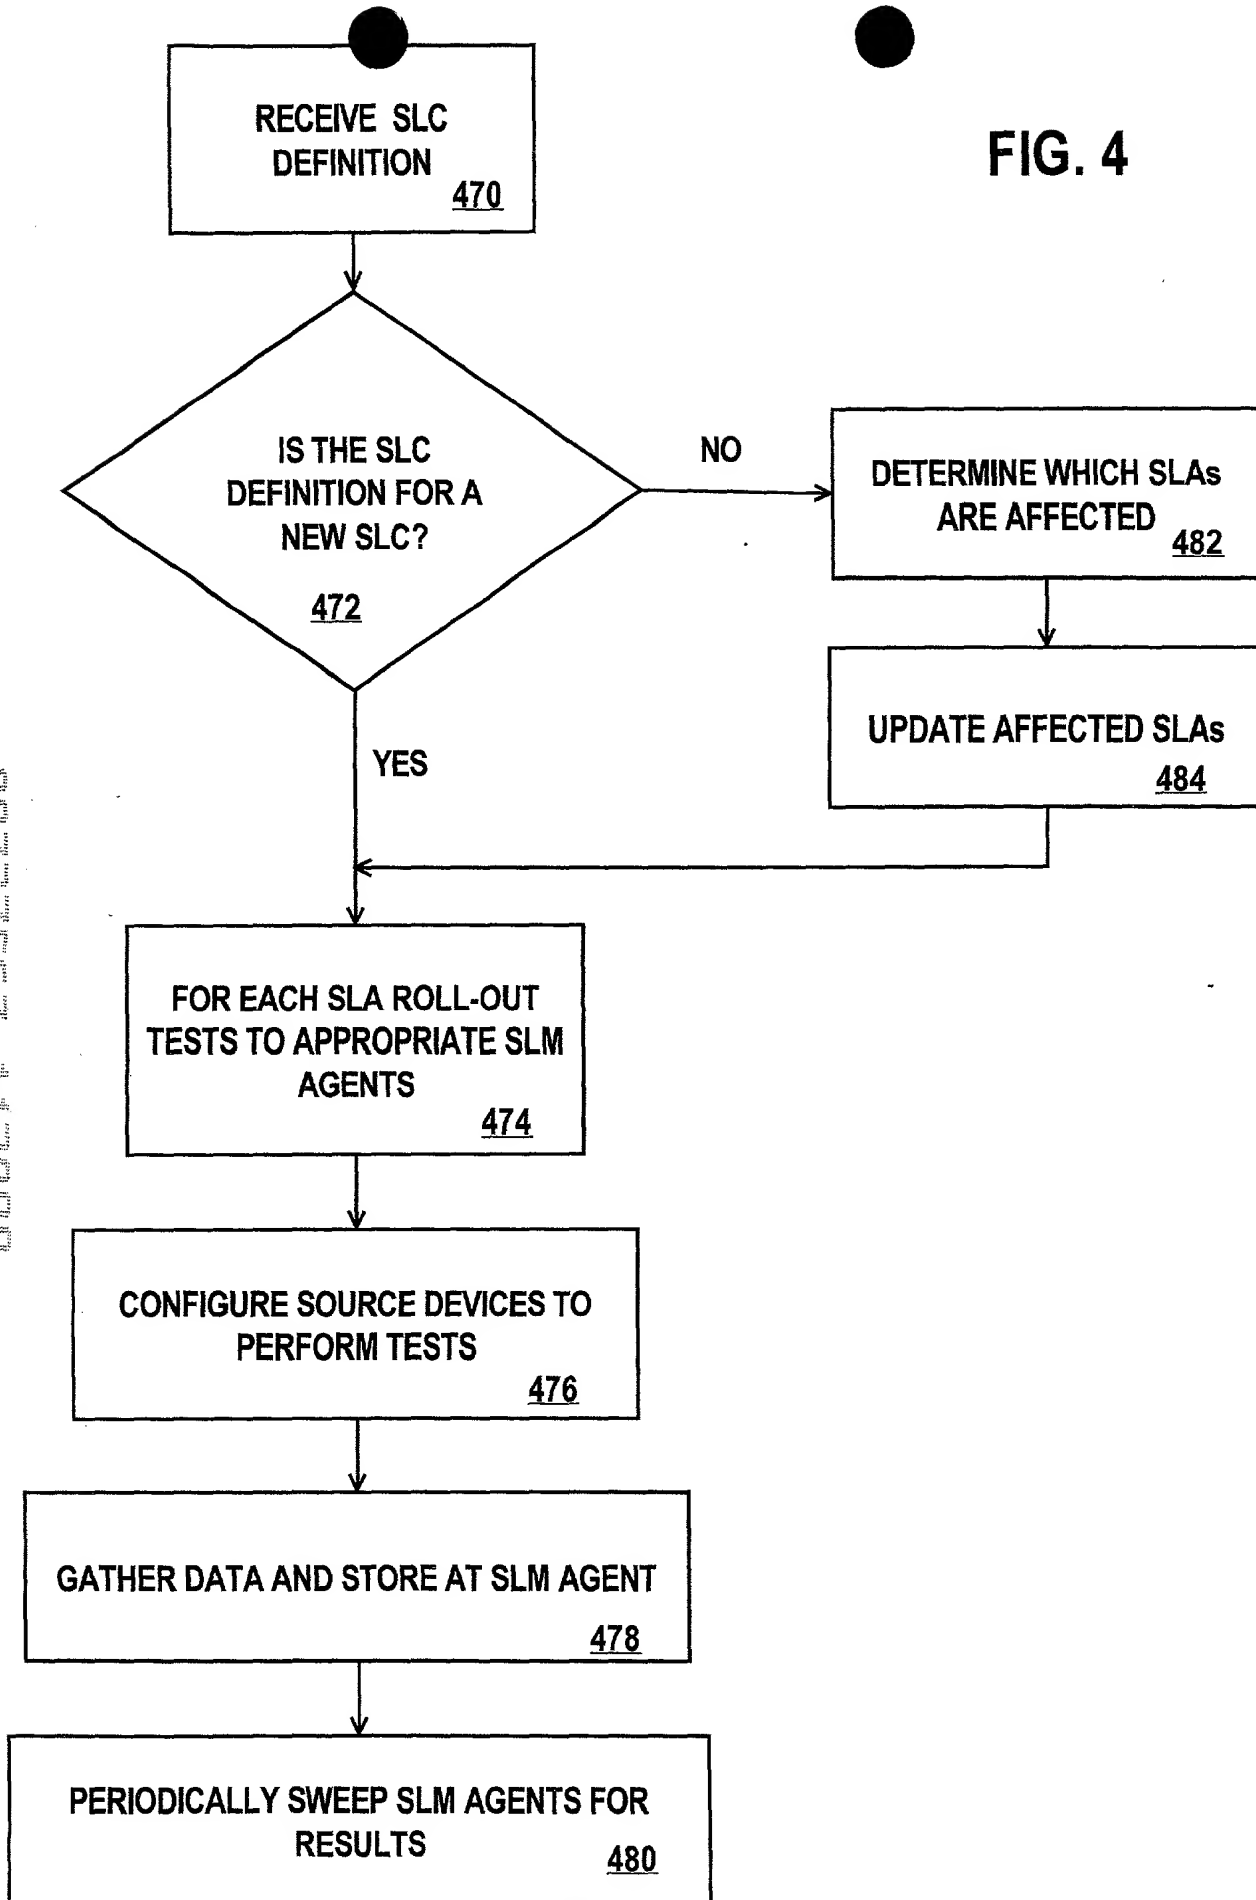 RECEIVE SLC
DEFINITION
470
FIG. 4
IS THE SLC
DEFINITION FOR A
NEW SLC?
472
NO
DETERMINE WHICH SLAs
ARE AFFECTED
482
UPDATE AFFECTED SLAs
484
YES
FOR EACH SLA ROLL-OUT
TESTS TO APPROPRIATE SLM
AGENTS
474
CONFIGURE SOURCE DEVICES TO
PERFORM TESTS
476
GATHER DATA AND STORE AT SLM AGENT
478
PERIODICALLY SWEEP SLM AGENTS FOR
RESULTS
480